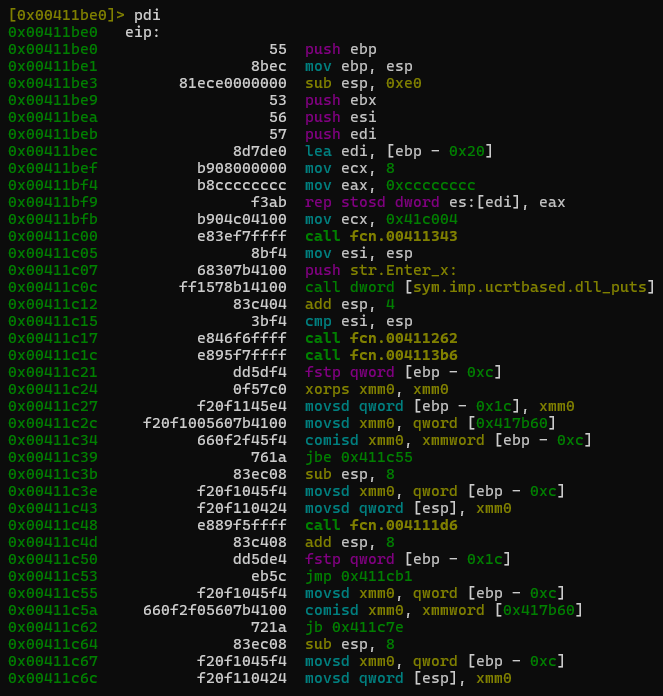 [0x00411be0]> pdi
0x00411be0   eip:
0x00411be0                   55  push ebp
0x00411be1                 8bec  mov ebp, esp
0x00411be3         81ece0000000  sub esp, 0xe0
0x00411be9                   53  push ebx
0x00411bea                   56  push esi
0x00411beb                   57  push edi
0x00411bec               8d7de0  lea edi, [ebp - 0x20]
0x00411bef           b908000000  mov ecx, 8
0x00411bf4           b8cccccccc  mov eax, 0xcccccccc
0x00411bf9                 f3ab  rep stosd dword es:[edi], eax
0x00411bfb           b904c04100  mov ecx, 0x41c004
0x00411c00           e83ef7ffff  call fcn.00411343
0x00411c05                 8bf4  mov esi, esp
0x00411c07           68307b4100  push str.Enter_x:
0x00411c0c         ff1578b14100  call dword [sym.imp.ucrtbased.dll_puts]
0x00411c12               83c404  add esp, 4
0x00411c15                 3bf4  cmp esi, esp
0x00411c17           e846f6ffff  call fcn.00411262
0x00411c1c           e895f7ffff  call fcn.004113b6
0x00411c21               dd5df4  fstp qword [ebp - 0xc]
0x00411c24               0f57c0  xorps xmm0, xmm0
0x00411c27           f20f1145e4  movsd qword [ebp - 0x1c], xmm0
0x00411c2c     f20f1005607b4100  movsd xmm0, qword [0x417b60]
0x00411c34           660f2f45f4  comisd xmm0, xmmword [ebp - 0xc]
0x00411c39                 761a  jbe 0x411c55
0x00411c3b               83ec08  sub esp, 8
0x00411c3e           f20f1045f4  movsd xmm0, qword [ebp - 0xc]
0x00411c43           f20f110424  movsd qword [esp], xmm0
0x00411c48           e889f5ffff  call fcn.004111d6
0x00411c4d               83c408  add esp, 8
0x00411c50               dd5de4  fstp qword [ebp - 0x1c]
0x00411c53                 eb5c  jmp 0x411cb1
0x00411c55           f20f1045f4  movsd xmm0, qword [ebp - 0xc]
0x00411c5a     660f2f05607b4100  comisd xmm0, xmmword [0x417b60]
0x00411c62                 721a  jb 0x411c7e
0x00411c64               83ec08  sub esp, 8
0x00411c67           f20f1045f4  movsd xmm0, qword [ebp - 0xc]
0x00411c6c           f20f110424  movsd qword [esp], xmm0